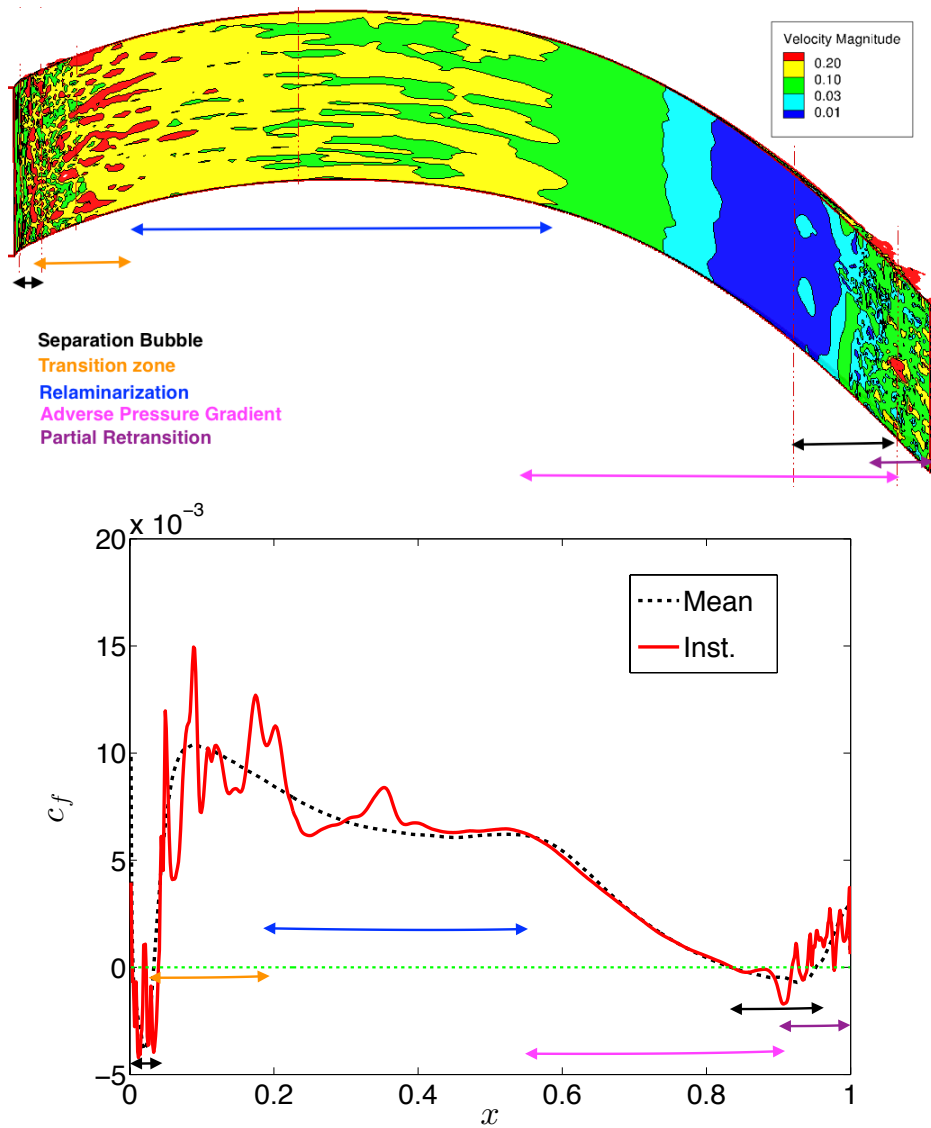 Velocity Magnitude
0.20
0.10
0.03
0.01
Separation Bubble
Transition zone
Relaminarization
Adverse Pressure Gradient
Partial Retransition
x 10⁻³
20
15
10
5
0
−5
c_f
Mean
Inst.
0 0.2 0.4 0.6 0.8 1
x